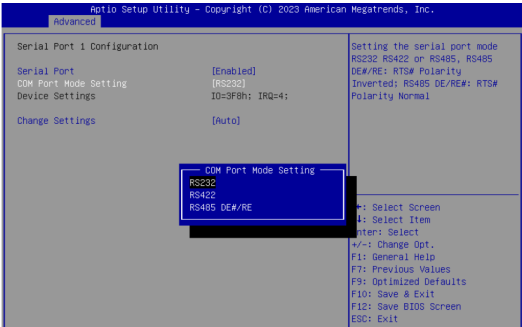 Aptio Setup Utility – Copyright (C) 2023 American Megatrends, Inc.
Advanced
Serial Port 1 Configuration
Serial Port [Enabled]
COM Port Mode Setting [RS232]
Device Settings IO=3F8h; IRQ=4;
Change Settings [Auto]
Setting the serial port mode
RS232 RS422 or RS485, RS485
DE#/RE: RTS# Polarity
Inverted; RS485 DE/RE#: RTS#
Polarity Normal
COM Port Mode Setting
RS232
RS422
RS485 DE#/RE
: Select Screen
: Select Item
nter: Select
+/-: Change Opt.
F1: General Help
F7: Previous Values
F9: Optimized Defaults
F10: Save & Exit
F12: Save BIOS Screen
ESC: Exit